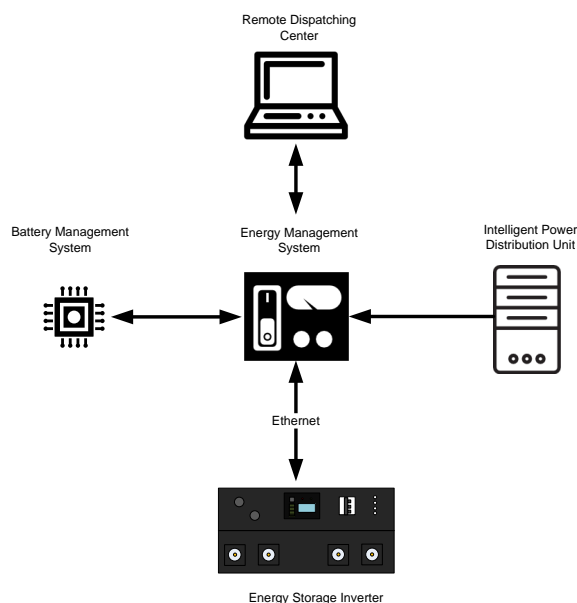 Remote Dispatching
Center
Battery Management
System
Energy Management
System
Intelligent Power
Distribution Unit
Ethernet
Energy Storage Inverter